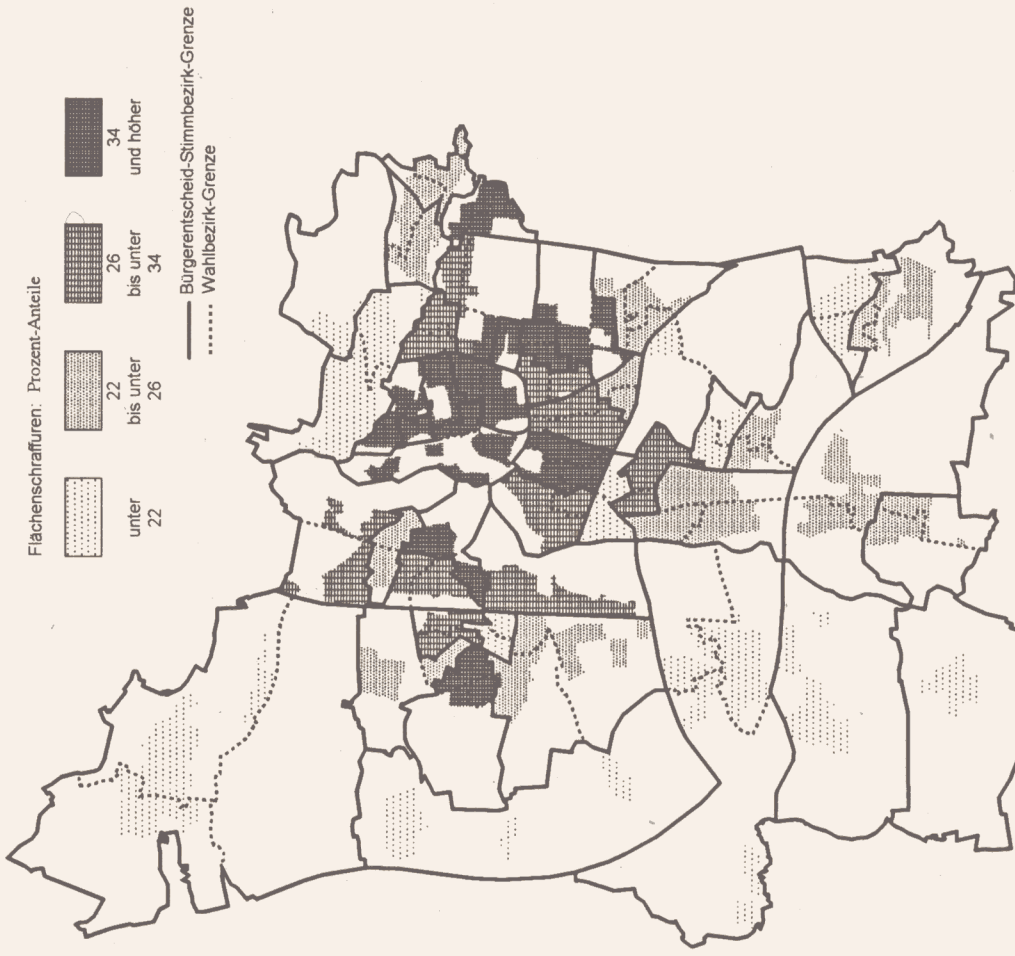 Flächenschraffuren: Prozent-Anteile
unter
22
22
bis unter
26
26
bis unter
34
34
und höher
Bürgerentscheid-Stimmbezirk-Grenze
Wahlbezirk-Grenze